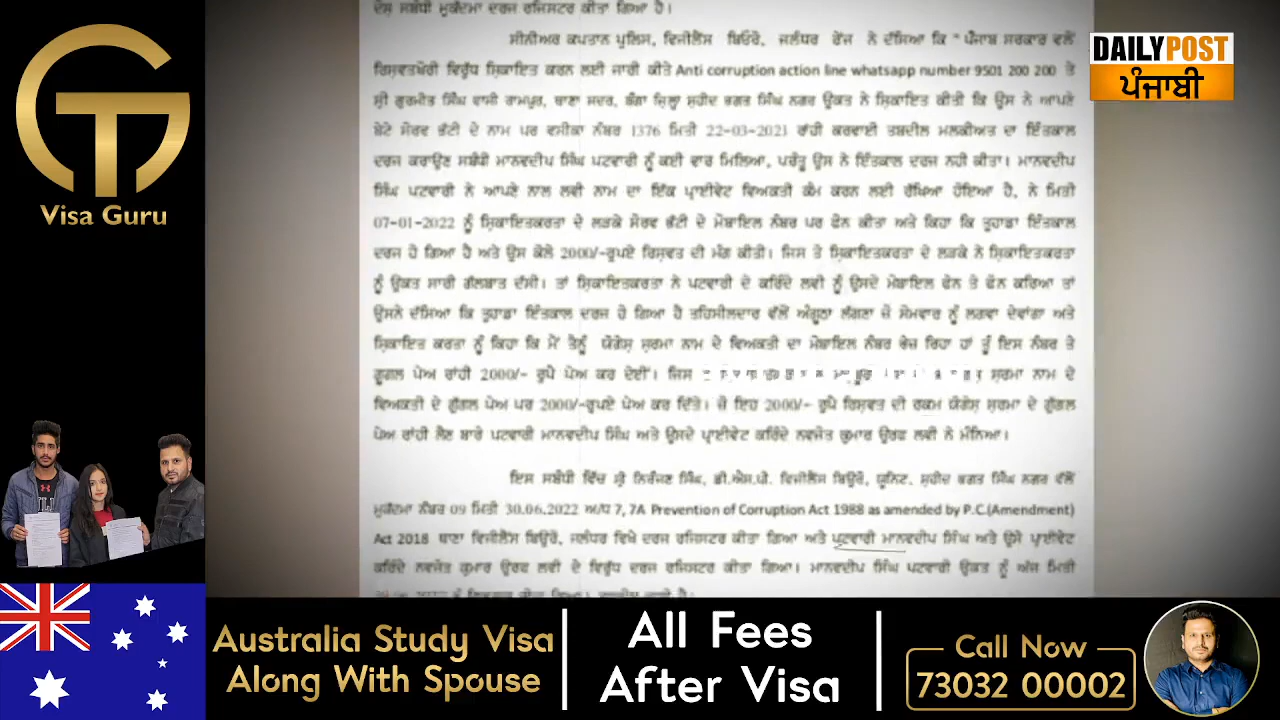 ਦੋਸ਼ ਸਬੰਧੀ ਮੁਕੱਦਮਾ ਦਰਜ ਰਜਿਸਟਰ ਕੀਤਾ ਗਿਆ ਹੈ।
ਸੀਨੀਅਰ ਕਪਤਾਨ ਪੁਲਿਸ, ਵਿਜੀਲੈਂਸ ਬਿਓਰੋ, ਜਲੰਧਰ ਰੇਂਜ ਨੇ ਦੱਸਿਆ ਕਿ " ਪੰਜਾਬ ਸਰਕਾਰ ਵਲੋਂ
ਰਿਸ਼ਵਤਖੋਰੀ ਵਿਰੁੱਧ ਸ਼ਿਕਾਇਤ ਕਰਨ ਲਈ ਜਾਰੀ ਕੀਤੇ Anti corruption action line whatsapp number 9501 200 200 ਤੇ
ਸ੍ਰੀ ਗੁਰਮੀਤ ਸਿੰਘ ਵਾਸੀ ਰਾਮਪੁਰ, ਥਾਣਾ ਸਦਰ, ਬੰਗਾ ਜ਼ਿਲ੍ਹਾ ਸ਼ਹੀਦ ਭਗਤ ਸਿੰਘ ਨਗਰ ਉਕਤ ਨੇ ਸ਼ਿਕਾਇਤ ਕੀਤੀ ਕਿ ਉਸ ਨੇ ਆਪਣੇ
ਬੇਟੇ ਸੌਰਵ ਭੱਟੀ ਦੇ ਨਾਮ ਪਰ ਵਸੀਕਾ ਨੰਬਰ 1376 ਮਿਤੀ 22-03-2021 ਰਾਂਹੀ ਕਰਵਾਈ ਤਬਦੀਲ ਮਲਕੀਅਤ ਦਾ ਇੰਤਕਾਲ
ਦਰਜ ਕਰਾਉਣ ਸਬੰਧੀ ਮਾਨਵਦੀਪ ਸਿੰਘ ਪਟਵਾਰੀ ਨੂੰ ਕਈ ਵਾਰ ਮਿਲਿਆ, ਪਰੰਤੂ ਉਸ ਨੇ ਇੰਤਕਾਲ ਦਰਜ ਨਹੀ ਕੀਤਾ। ਮਾਨਵਦੀਪ
ਸਿੰਘ ਪਟਵਾਰੀ ਨੇ ਆਪਣੇ ਨਾਲ ਲਵੀ ਨਾਮ ਦਾ ਇੱਕ ਪ੍ਰਾਈਵੇਟ ਵਿਅਕਤੀ ਕੰਮ ਕਰਨ ਲਈ ਰੱਖਿਆ ਹੋਇਆ ਹੈ, ਨੇ ਮਿਤੀ
07-01-2022 ਨੂੰ ਸ਼ਿਕਾਇਤਕਰਤਾ ਦੇ ਲੜਕੇ ਸੌਰਵ ਭੱਟੀ ਦੇ ਮੋਬਾਇਲ ਨੰਬਰ ਪਰ ਫੋਨ ਕੀਤਾ ਅਤੇ ਕਿਹਾ ਕਿ ਤੁਹਾਡਾ ਇੰਤਕਾਲ
ਦਰਜ ਹੋ ਗਿਆ ਹੈ ਅਤੇ ਉਸ ਕੋਲੋ 2000/-ਰੁਪਏ ਰਿਸ਼ਵਤ ਦੀ ਮੰਗ ਕੀਤੀ। ਜਿਸ ਤੇ ਸ਼ਿਕਾਇਤਕਰਤਾ ਦੇ ਲੜਕੇ ਨੇ ਸ਼ਿਕਾਇਤਕਰਤਾ
ਨੂੰ ਉਕਤ ਸਾਰੀ ਗੱਲਬਾਤ ਦੱਸੀ। ਤਾਂ ਸ਼ਿਕਾਇਤਕਰਤਾ ਨੇ ਪਟਵਾਰੀ ਦੇ ਕਰਿੰਦੇ ਲਵੀ ਨੂੰ ਉਸਦੇ ਮੋਬਾਇਲ ਫੋਨ ਤੇ ਫੋਨ ਕਰਿਆ ਤਾਂ
ਉਸਨੇ ਦੱਸਿਆ ਕਿ ਤੁਹਾਡਾ ਇੰਤਕਾਲ ਦਰਜ ਹੋ ਗਿਆ ਹੈ ਤਹਿਸੀਲਦਾਰ ਵੱਲੋਂ ਅੰਗੂਠਾ ਲੱਗਣਾ ਜੋ ਸੋਮਵਾਰ ਨੂੰ ਲਗਵਾ ਦੇਵਾਂਗਾ ਅਤੇ
ਸ਼ਿਕਾਇਤ ਕਰਤਾ ਨੂੰ ਕਿਹਾ ਕਿ ਮੈਂ ਤੈਨੂੰ ਯੋਗੇਸ਼ ਸ਼ਰਮਾ ਨਾਮ ਦੇ ਵਿਅਕਤੀ ਦਾ ਮੋਬਾਇਲ ਨੰਬਰ ਭੇਜ ਰਿਹਾ ਹਾਂ ਤੂੰ ਇਸ ਨੰਬਰ ਤੇ
ਗੂਗਲ ਪੇਅ ਰਾਂਹੀ 2000/- ਰੁਪੈ ਪੇਅ ਕਰ ਦੇਈਂ। ਜਿਸ ਸ਼ਰਮਾ ਨਾਮ ਦੇ
ਵਿਅਕਤੀ ਦੇ ਗੂੱਗਲ ਪੇਅ ਪਰ 2000/-ਰੁਪਏ ਪੇਅ ਕਰ ਦਿੱਤੇ। ਜੋ ਇਹ 2000/- ਰੁਪੈ ਰਿਸ਼ਵਤ ਦੀ ਰਕਮ ਯੋਗੇਸ਼ ਸ਼ਰਮਾ ਦੇ ਗੂੱਗਲ
ਪੇਅ ਰਾਂਹੀ ਲੈਣ ਬਾਰੇ ਪਟਵਾਰੀ ਮਾਨਵਦੀਪ ਸਿੰਘ ਅਤੇ ਉਸਦੇ ਪ੍ਰਾਈਵੇਟ ਕਰਿੰਦੇ ਨਵਜੋਤ ਕੁਮਾਰ ਉਰਫ ਲਵੀ ਨੇ ਮੰਨਿਆ।
ਇਸ ਸਬੰਧੀ ਵਿੱਚ ਸ੍ਰੀ ਨਿਰੰਜਣ ਸਿੰਘ, ਡੀ.ਐਸ.ਪੀ. ਵਿਜੀਲੈਂਸ ਬਿਊਰੋ, ਯੂਨਿਟ, ਸ਼ਹੀਦ ਭਗਤ ਸਿੰਘ ਨਗਰ ਵੱਲੋਂ
ਮੁਕੱਦਮਾ ਨੰਬਰ 09 ਮਿਤੀ 30.06.2022 ਅ/ਧ 7, 7A Prevention of Corruption Act 1988 as amended by P.C.(Amendment)
Act 2018 ਥਾਣਾ ਵਿਜੀਲੈਂਸ ਬਿਊਰੋ, ਜਲੰਧਰ ਵਿਖੇ ਦਰਜ ਰਜਿਸਟਰ ਕੀਤਾ ਗਿਆ ਅਤੇ ਪਟਵਾਰੀ ਮਾਨਵਦੀਪ ਸਿੰਘ ਅਤੇ ਉਸੇ ਪ੍ਰਾਈਵੇਟ
ਕਰਿੰਦੇ ਨਵਜੋਤ ਕੁਮਾਰ ਉਰਫ ਲਵੀ ਦੇ ਵਿਰੁੱਧ ਦਰਜ ਰਜਿਸਟਰ ਕੀਤਾ ਗਿਆ। ਮਾਨਵਦੀਪ ਸਿੰਘ ਪਟਵਾਰੀ ਉਕਤ ਨੂੰ ਅੱਜ ਮਿਤੀ
DAILYPOST
ਪੰਜਾਬੀ
Visa Guru
Australia Study Visa
Along With Spouse
All Fees
After Visa
Call Now
73032 00002